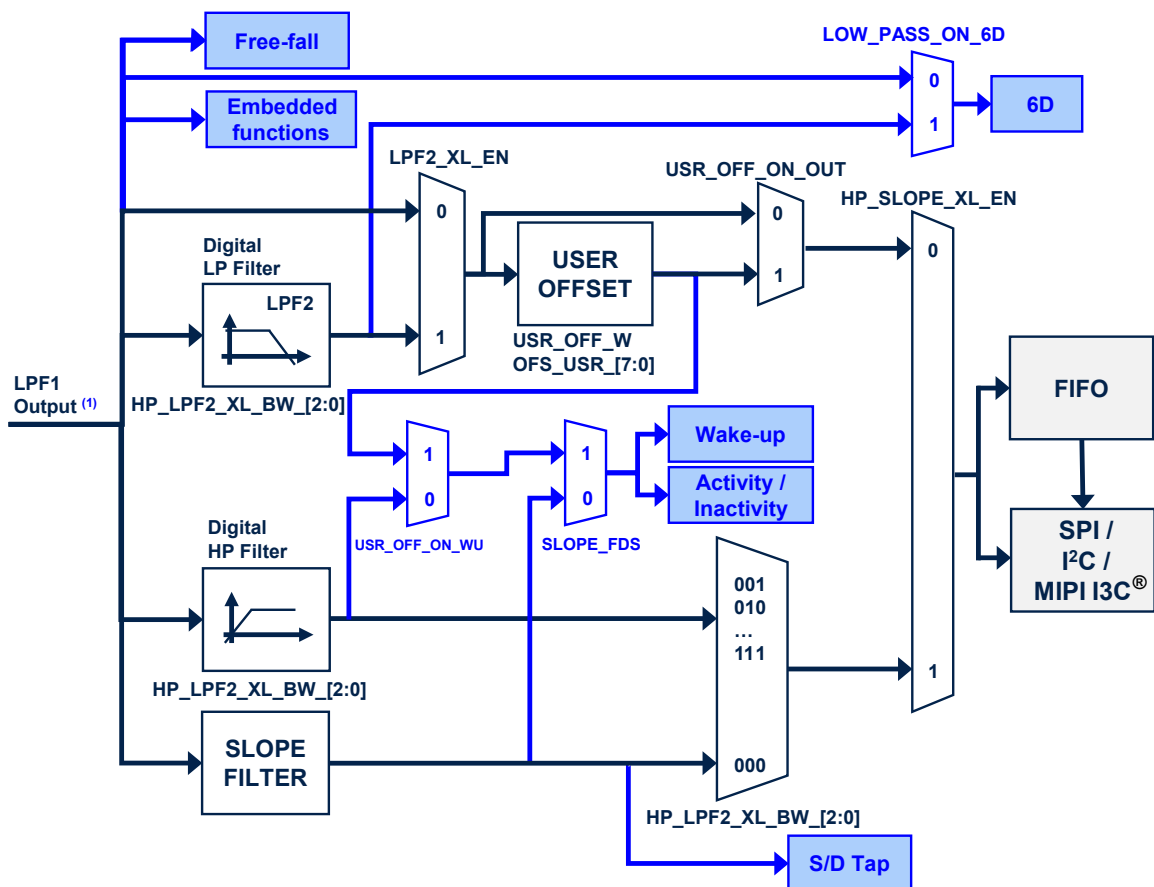 Free-fall
LOW_PASS_ON_6D
0
1
6D
Embedded
functions
LPF2_XL_EN
0
1
USR_OFF_ON_OUT
0
1
HP_SLOPE_XL_EN
0
1
Digital
LP Filter
LPF2
HP_LPF2_XL_BW_[2:0]
USER
OFFSET
USR_OFF_W
OFS_USR_[7:0]
LPF1
Output (1)
FIFO
1
0
USR_OFF_ON_WU
1
0
SLOPE_FDS
Wake-up
Activity /
Inactivity
SPI /
I²C /
MIPI I3C®
Digital
HP Filter
HP_LPF2_XL_BW_[2:0]
001
010
...
111
000
HP_LPF2_XL_BW_[2:0]
SLOPE
FILTER
S/D Tap